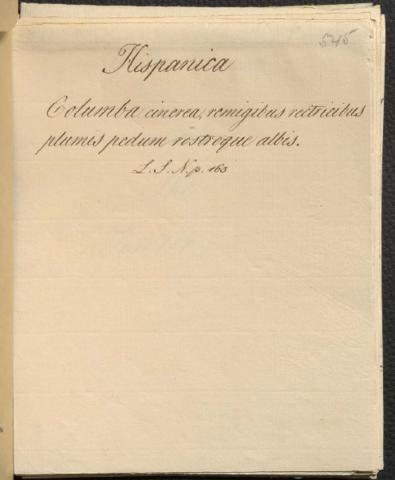 545
Hispanica
Columba cinerea, remigibus rectricibus
plumis pedum rostroque albis.
L. S. N. p. 163